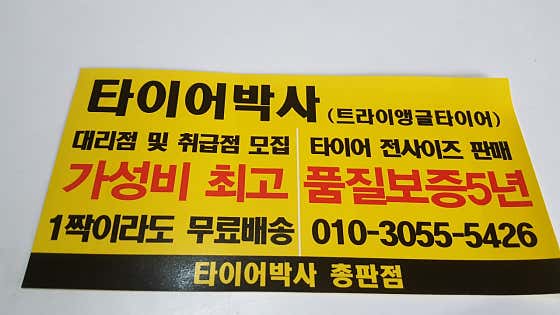 타이어박사 (트라이앵글타이어)
대리점 및 취급점 모집
가성비 최고
1짝이라도 무료배송
타이어 전사이즈 판매
품질보증5년
010-3055-5426
타이어박사 총판점